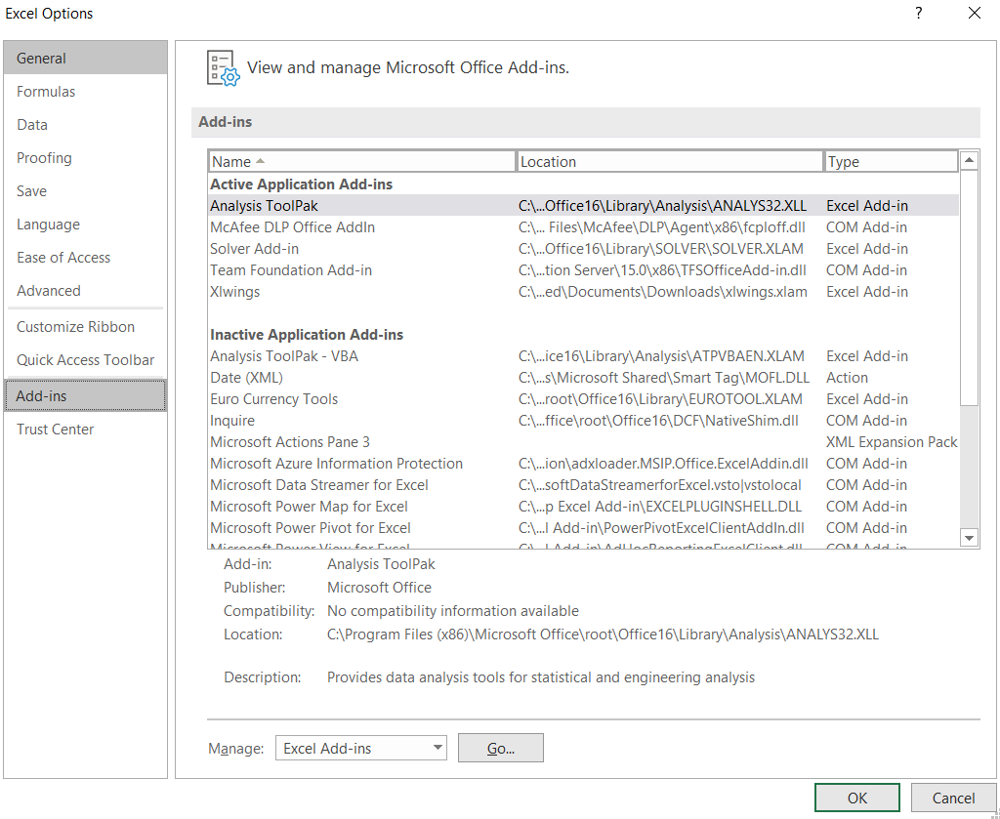 Excel Options ?
General
Formulas
Data
Proofing
Save
Language
Ease of Access
Advanced
Customize Ribbon
Quick Access Toolbar
Add-ins
Trust Center
View and manage Microsoft Office Add-ins.
Add-ins
Name Location Type
Active Application Add-ins
Analysis ToolPak C:\...Office16\Library\Analysis\ANALYS32.XLL Excel Add-in
McAfee DLP Office AddIn C:\... Files\McAfee\DLP\Agent\x86\fcploff.dll COM Add-in
Solver Add-in C:\...Office16\Library\SOLVER\SOLVER.XLAM Excel Add-in
Team Foundation Add-in C:\...tion Server\15.0\x86\TFSOfficeAdd-in.dll COM Add-in
Xlwings C:\...ed\Documents\Downloads\xlwings.xlam Excel Add-in
Inactive Application Add-ins
Analysis ToolPak - VBA C:\...ice16\Library\Analysis\ATPVBAEN.XLAM Excel Add-in
Date (XML) C:\...s\Microsoft Shared\Smart Tag\MOFL.DLL Action
Euro Currency Tools C:\...root\Office16\Library\EUROTOOL.XLAM Excel Add-in
Inquire C:\...ffice\root\Office16\DCF\NativeShim.dll COM Add-in
Microsoft Actions Pane 3 XML Expansion Pack
Microsoft Azure Information Protection C:\...ion\adxloader.MSIP.Office.ExcelAddin.dll COM Add-in
Microsoft Data Streamer for Excel C:\...softDataStreamerforExcel.vsto|vstolocal COM Add-in
Microsoft Power Map for Excel C:\...p Excel Add-in\EXCELPLUGINSHELL.DLL COM Add-in
Microsoft Power Pivot for Excel C:\...l Add-in\PowerPivotExcelClientAddIn.dll COM Add-in
Microsoft Power View for Excel C:\...l Add-in\AdHocReportingExcelClient.dll COM Add-in
Add-in: Analysis ToolPak
Publisher: Microsoft Office
Compatibility: No compatibility information available
Location: C:\Program Files (x86)\Microsoft Office\root\Office16\Library\Analysis\ANALYS32.XLL
Description: Provides data analysis tools for statistical and engineering analysis
Manage: Excel Add-ins Go...
OK Cancel